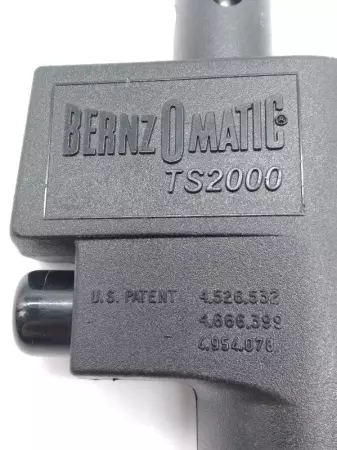 BERNZOMATIC®
TS2000
U.S. PATENT 4,526,532
4,666,399
4,954,076